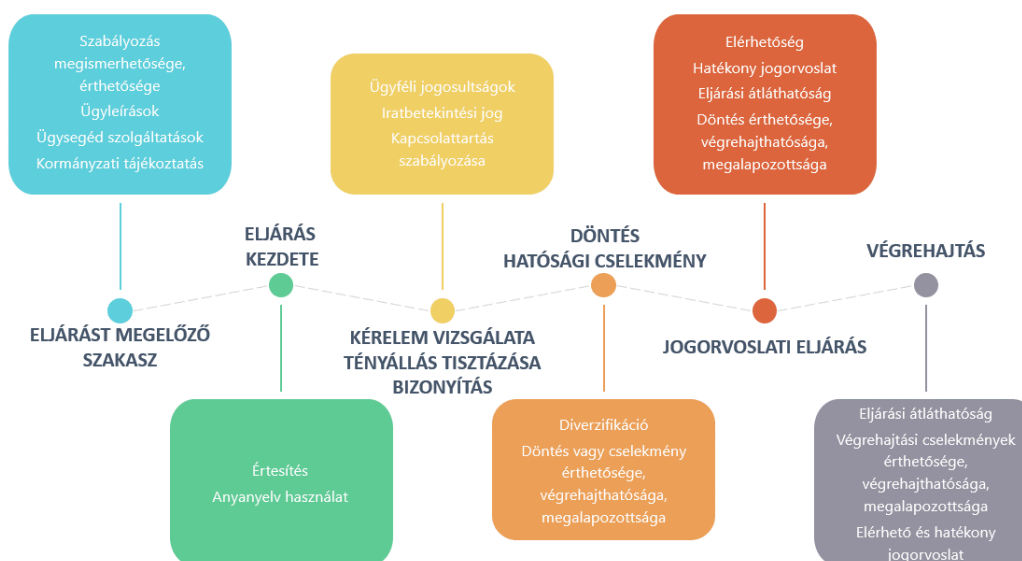 Szabályozás
megismerhetősége,
érthetősége
Ügyleírások
Ügysegéd szolgáltatások
Kormányzati tájékoztatás
ELJÁRÁST MEGELŐZŐ
SZAKASZ
ELJÁRÁS
KEZDETE
Értesítés
Anyanyelv használat
Ügyféli jogosultságok
Iratbetekintési jog
Kapcsolattartás
szabályozása
KÉRELEM VIZSGÁLATA
TÉNYÁLLÁS TISZTÁZÁSA
BIZONYÍTÁS
DÖNTÉS
HATÓSÁGI CSELEKMÉNY
Diverzifikáció
Döntés vagy cselekmény
érthetősége,
végrehajthatósága,
megalapozottsága
Elérhetőség
Hatékony jogorvoslat
Eljárási átláthatóság
Döntés érthetősége,
végrehajthatósága,
megalapozottsága
JOGORVOSLATI ELJÁRÁS
VÉGREHAJTÁS
Eljárási átláthatóság
Végrehajtási cselekmények
érthetősége,
végrehajthatósága,
megalapozottsága
Elérhető és hatékony
jogorvoslat